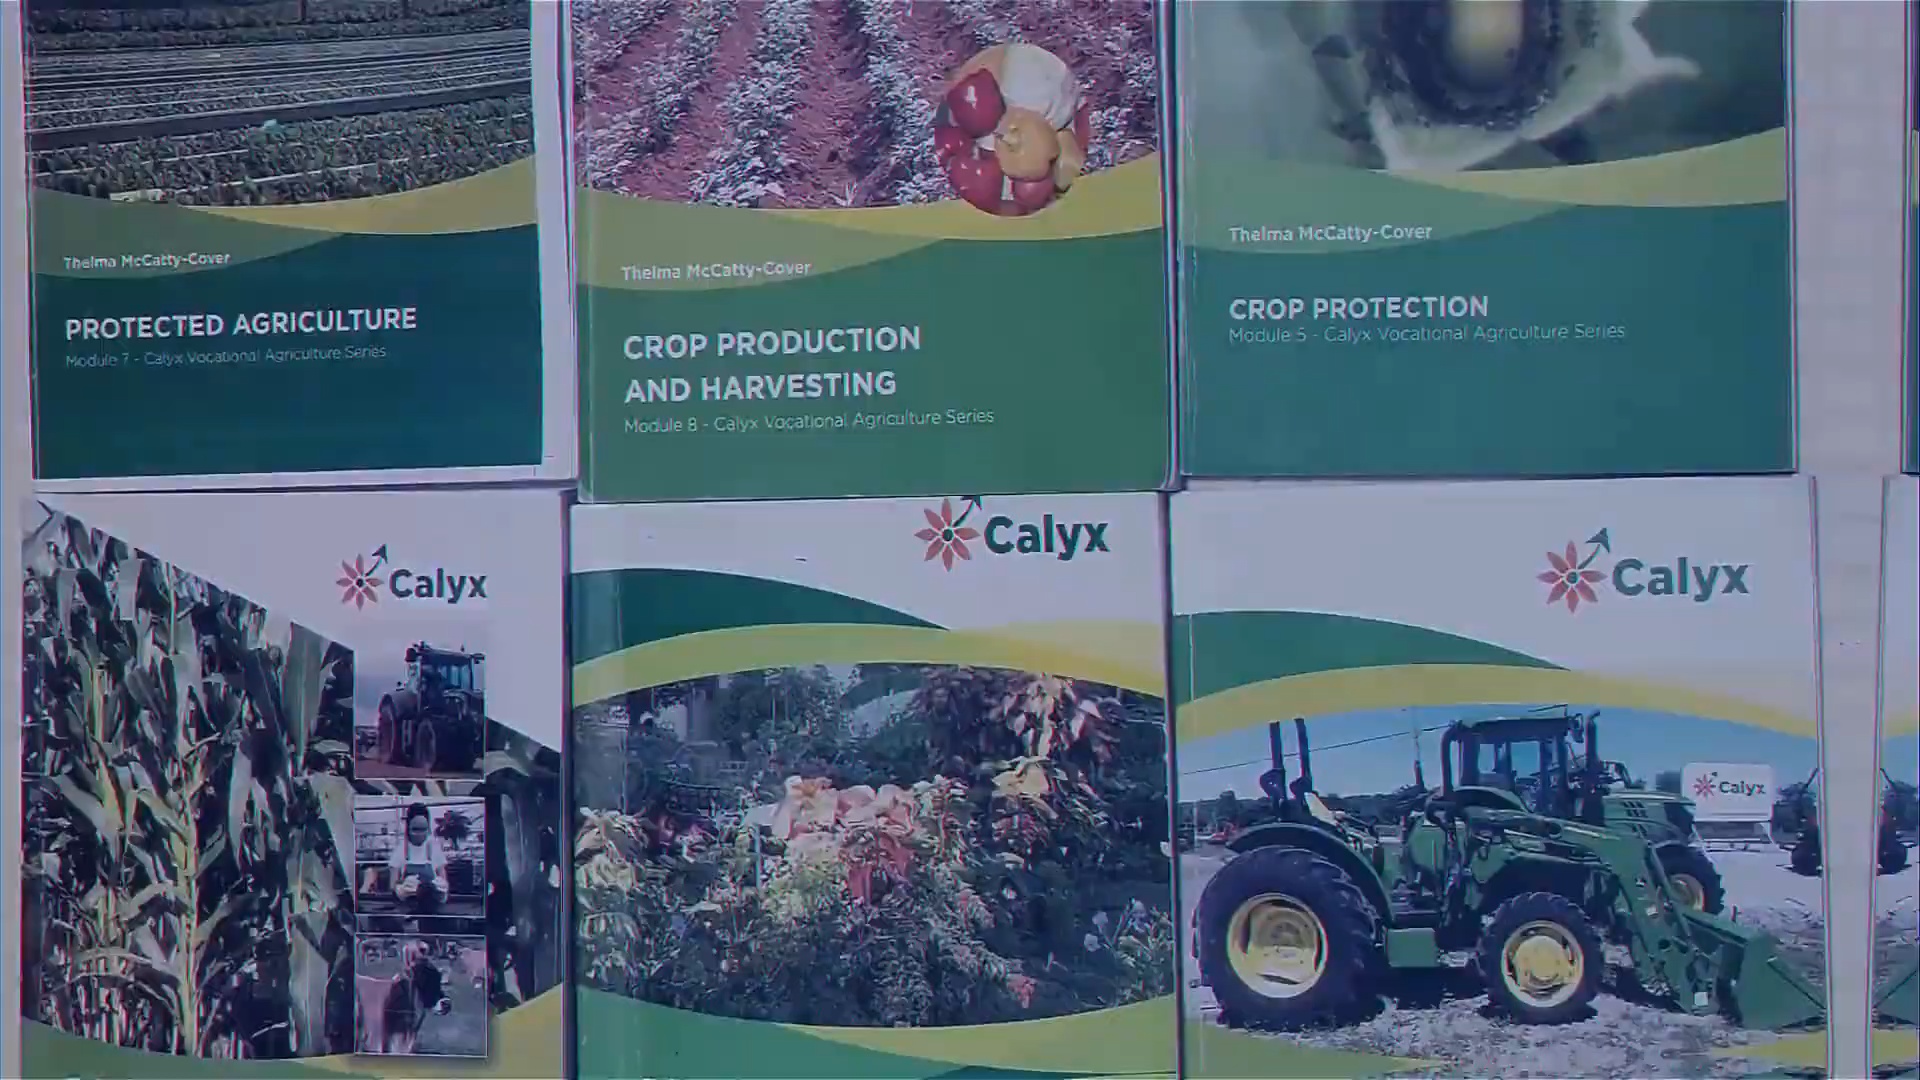 Thelma McCatty-Cover
PROTECTED AGRICULTURE
Module 7 - Calyx Vocational Agriculture Series
Thelma McCatty-Cover
CROP PRODUCTION
AND HARVESTING
Module 8 - Calyx Vocational Agriculture Series
Thelma McCatty-Cover
CROP PROTECTION
Module 5 - Calyx Vocational Agriculture Series
Calyx
Calyx
Calyx
Calyx